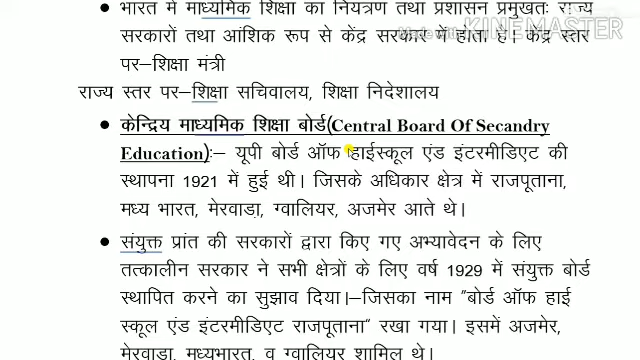 • भारत में माध्यमिक शिक्षा का नियंत्रण तथा प्रशासन प्रमुखतः राज्य
सरकारों तथा आंशिक रूप से केंद्र सरकार में होता है। केंद्र स्तर
पर–शिक्षा मंत्री
राज्य स्तर पर–शिक्षा सचिवालय, शिक्षा निदेशालय
• केन्द्रिय माध्यमिक शिक्षा बोर्ड(Central Board Of Secandry
Education):– यूपी बोर्ड ऑफ हाईस्कूल एंड इंटरमीडिएट की
स्थापना 1921 में हुई थी। जिसके अधिकार क्षेत्र में राजपूताना,
मध्य भारत, मेरवाड़ा, ग्वालियर, अजमेर आते थे।
• संयुक्त प्रांत की सरकारों द्वारा किए गए अभ्यावेदन के लिए
तत्कालीन सरकार ने सभी क्षेत्रों के लिए वर्ष 1929 में संयुक्त बोर्ड
स्थापित करने का सुझाव दिया।–जिसका नाम "बोर्ड ऑफ हाई
स्कूल एंड इंटरमीडिएट राजपूताना" रखा गया। इसमें अजमेर,
मेरवाड़ा, मध्यभारत, व ग्वालियर शामिल थे।
Made with KINEMASTER